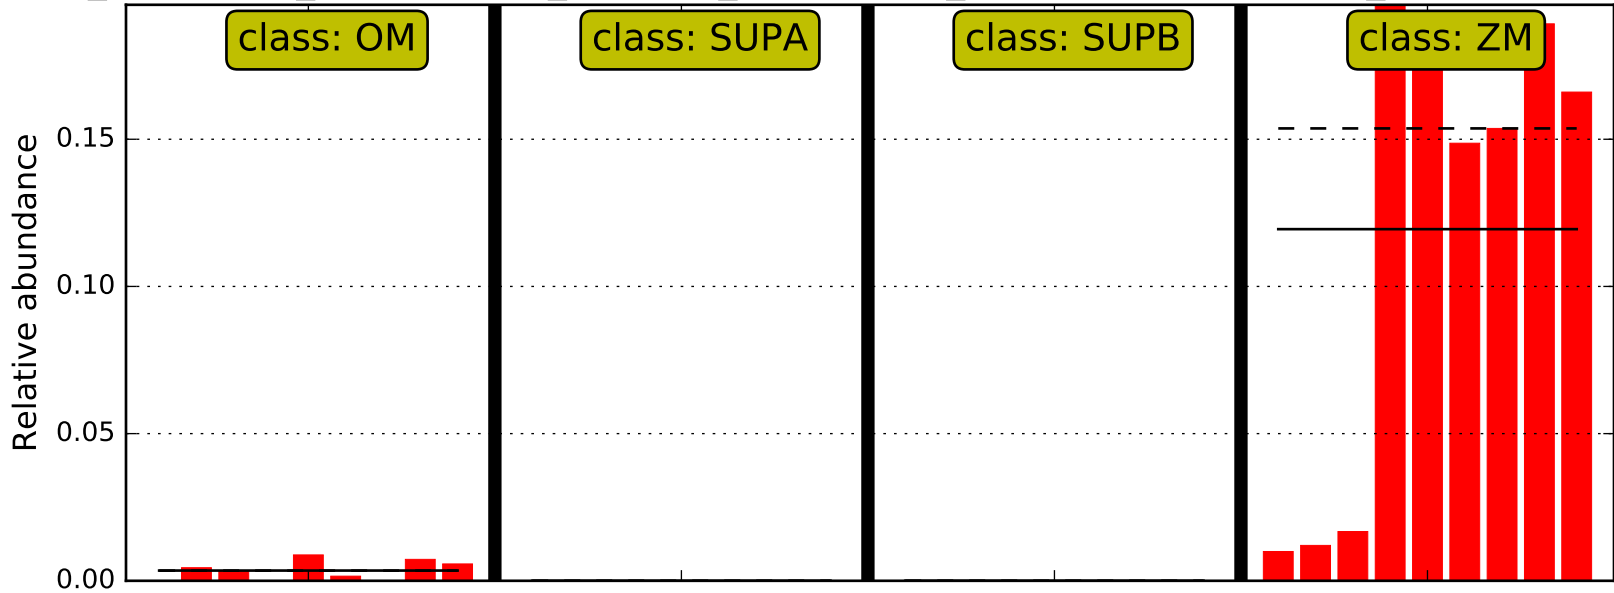 class: OM
class: SUPA
class: SUPB
class: ZM
Relative abundance
0.15
0.10
0.05
0.00